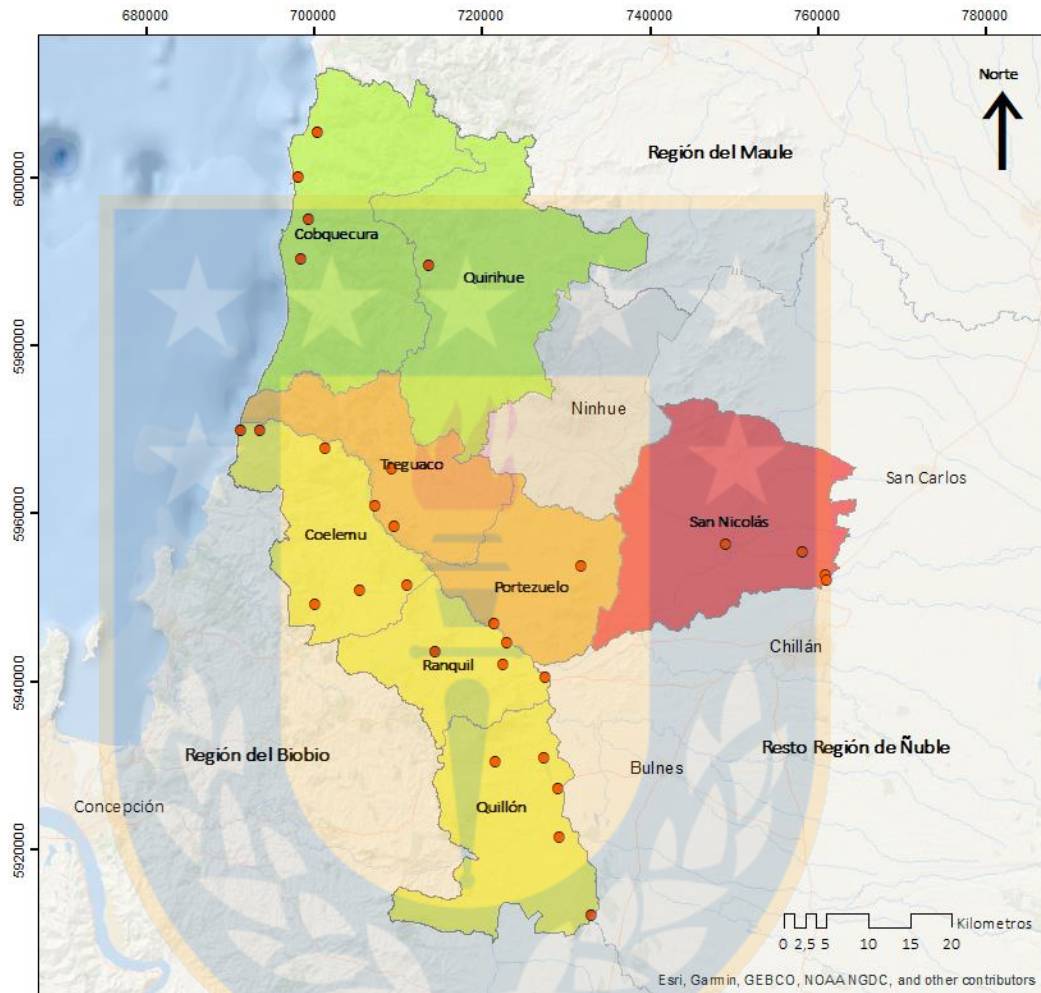 680000 700000 720000 740000 760000 780000
Norte
Región del Maule
6000000
Cobquecura
Quirihue
5980000
Ninhue
Treguaco
San Carlos
5960000
San Nicolás
Coelemu
Portezuelo
Chillán
Ranquil
5940000
Región del Biobio
Resto Región de Ñuble
Bulnes
Concepción
Quillón
5920000
Kilometros
0 2,5 5 10 15 20
Esri, Garmin, GEBCO, NOAA NGDC, and other contributors